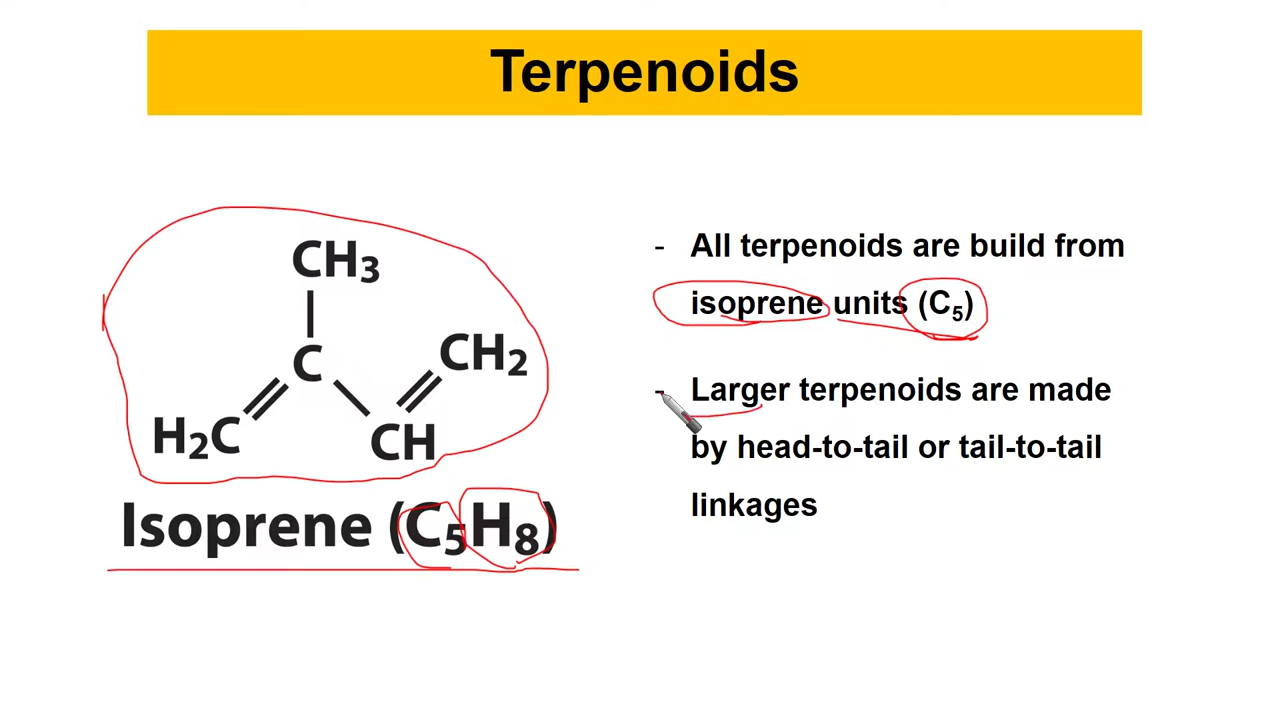 Terpenoids
CH₃
C
CH₂
H₂C
CH
Isoprene (C₅H₈)
- All terpenoids are build from
isoprene units (C₅)
- Larger terpenoids are made
by head-to-tail or tail-to-tail
linkages